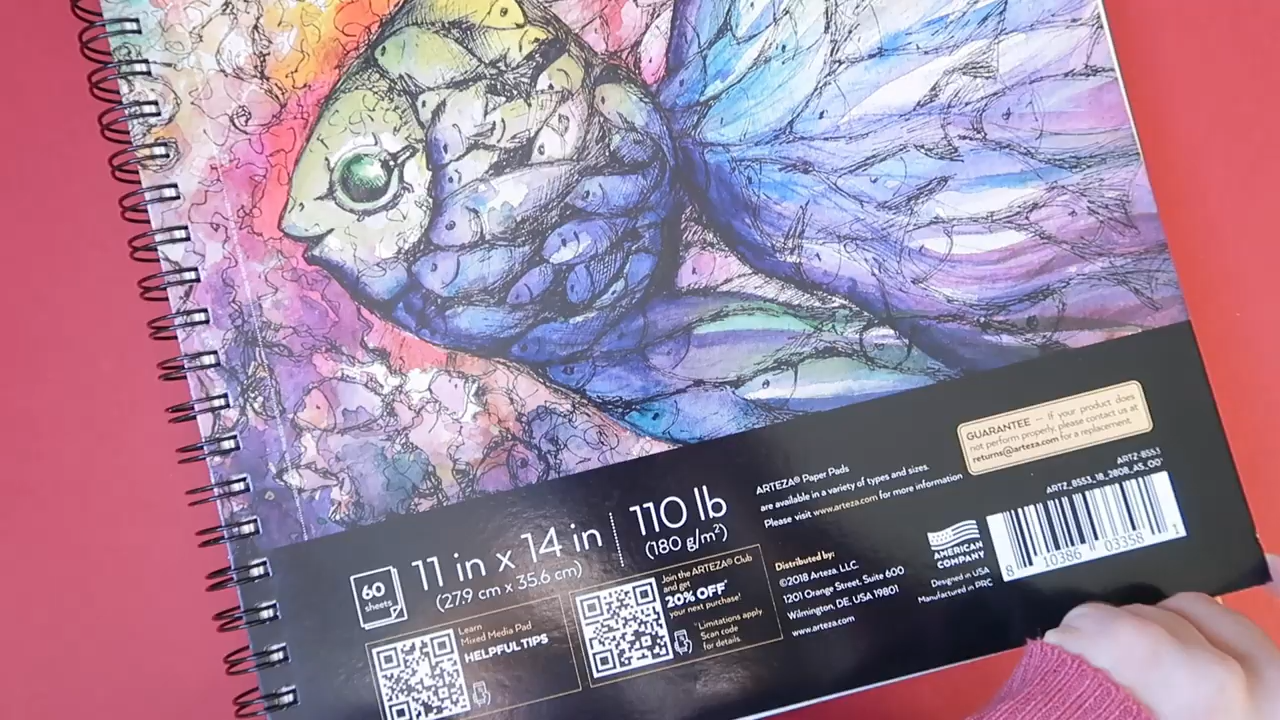 60
sheets
11 in x 14 in
(27.9 cm x 35.6 cm)
110 lb
(180 g/m²)
Learn
Mixed Media Pad
HELPFUL TIPS
Join the ARTEZA® Club
and get
20% OFF*
your next purchase!
*Limitations apply
Scan code
for details.
ARTEZA® Paper Pads
are available in a variety of types and sizes.
Please visit www.arteza.com for more information
Distributed by:
©2018 Arteza, LLC.
1201 Orange Street. Suite 600
Wilmington, DE, USA 19801
www.arteza.com
GUARANTEE — If your product does
not perform properly, please contact us at
returns@arteza.com for a replacement
AMERICAN
COMPANY
Designed in USA
Manufactured in PRC
ARTZ-8553
ARTZ_8553_18_2808_A5_00*
8 10386 03358 1